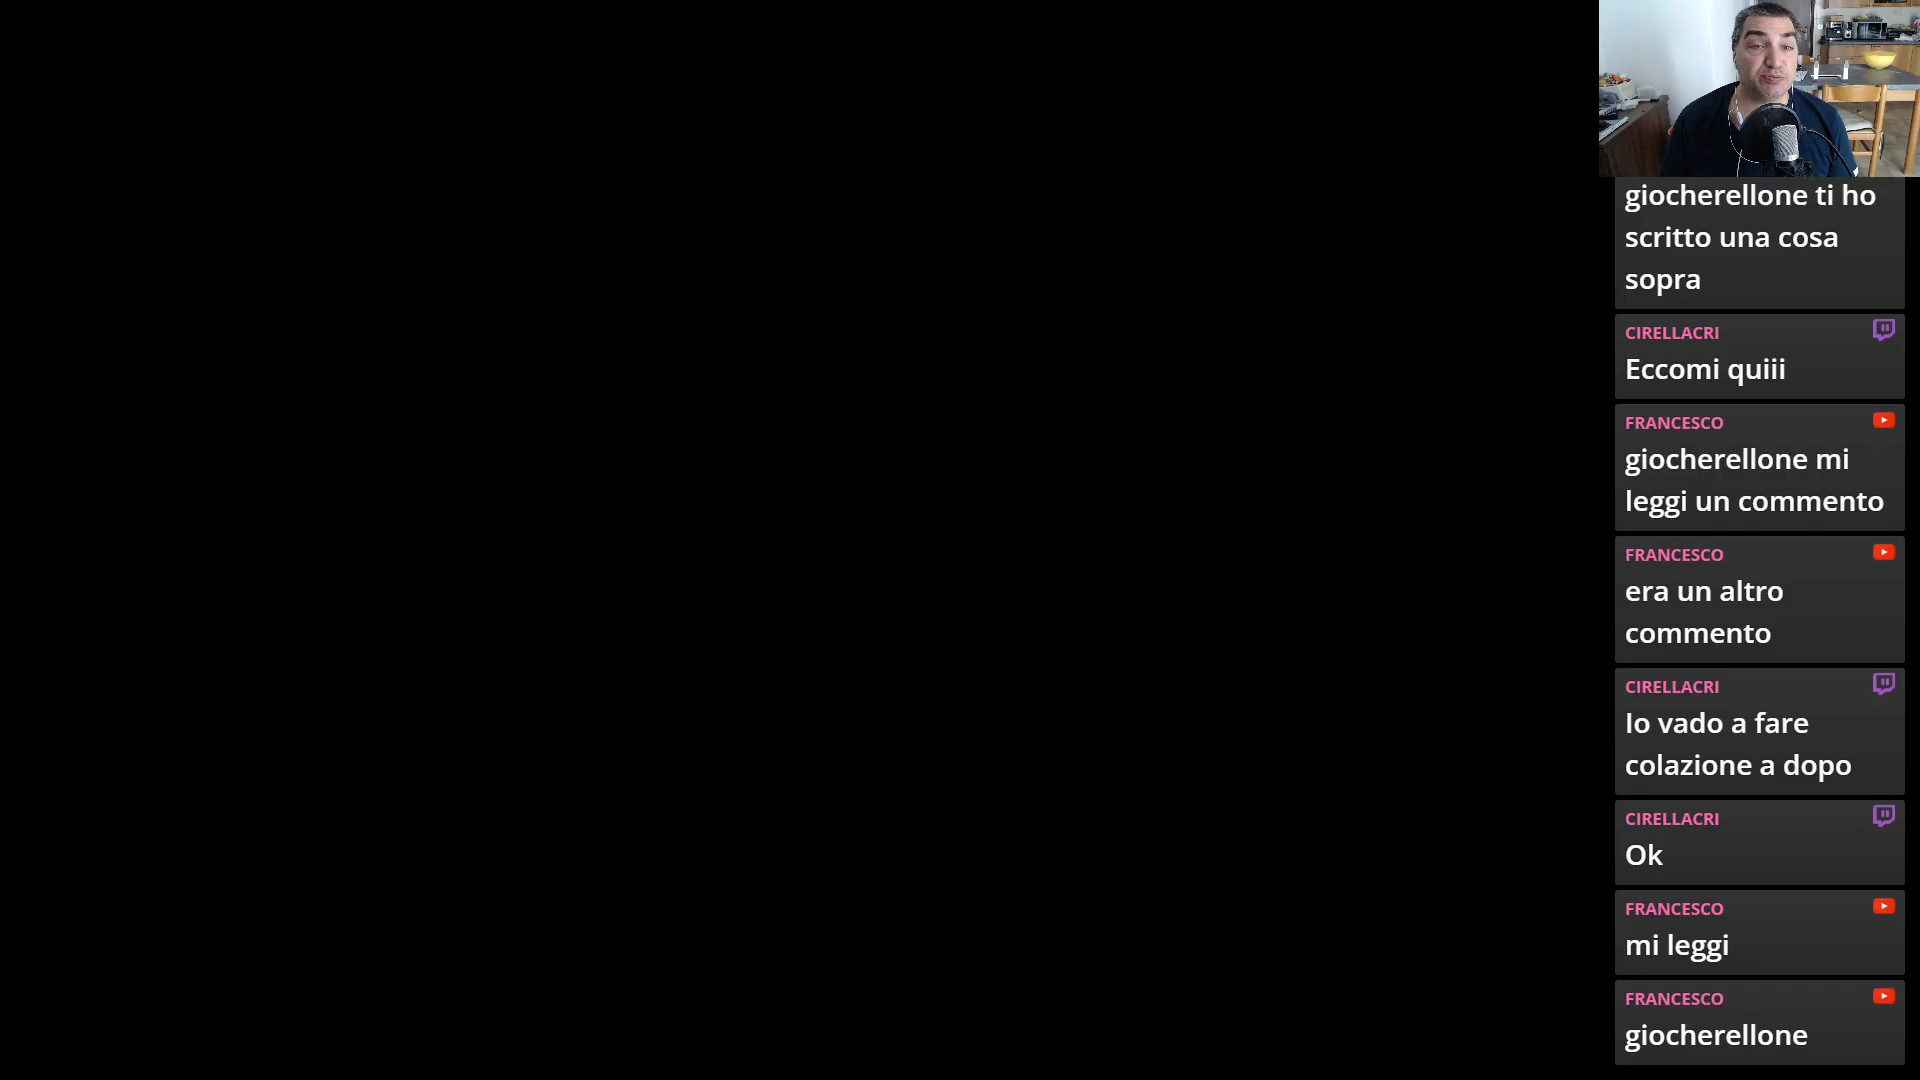 giocherellone ti ho
scritto una cosa
sopra
CIRELLACRI
Eccomi quiii
FRANCESCO
giocherellone mi
leggi un commento
FRANCESCO
era un altro
commento
CIRELLACRI
Io vado a fare
colazione a dopo
CIRELLACRI
Ok
FRANCESCO
mi leggi
FRANCESCO
giocherellone